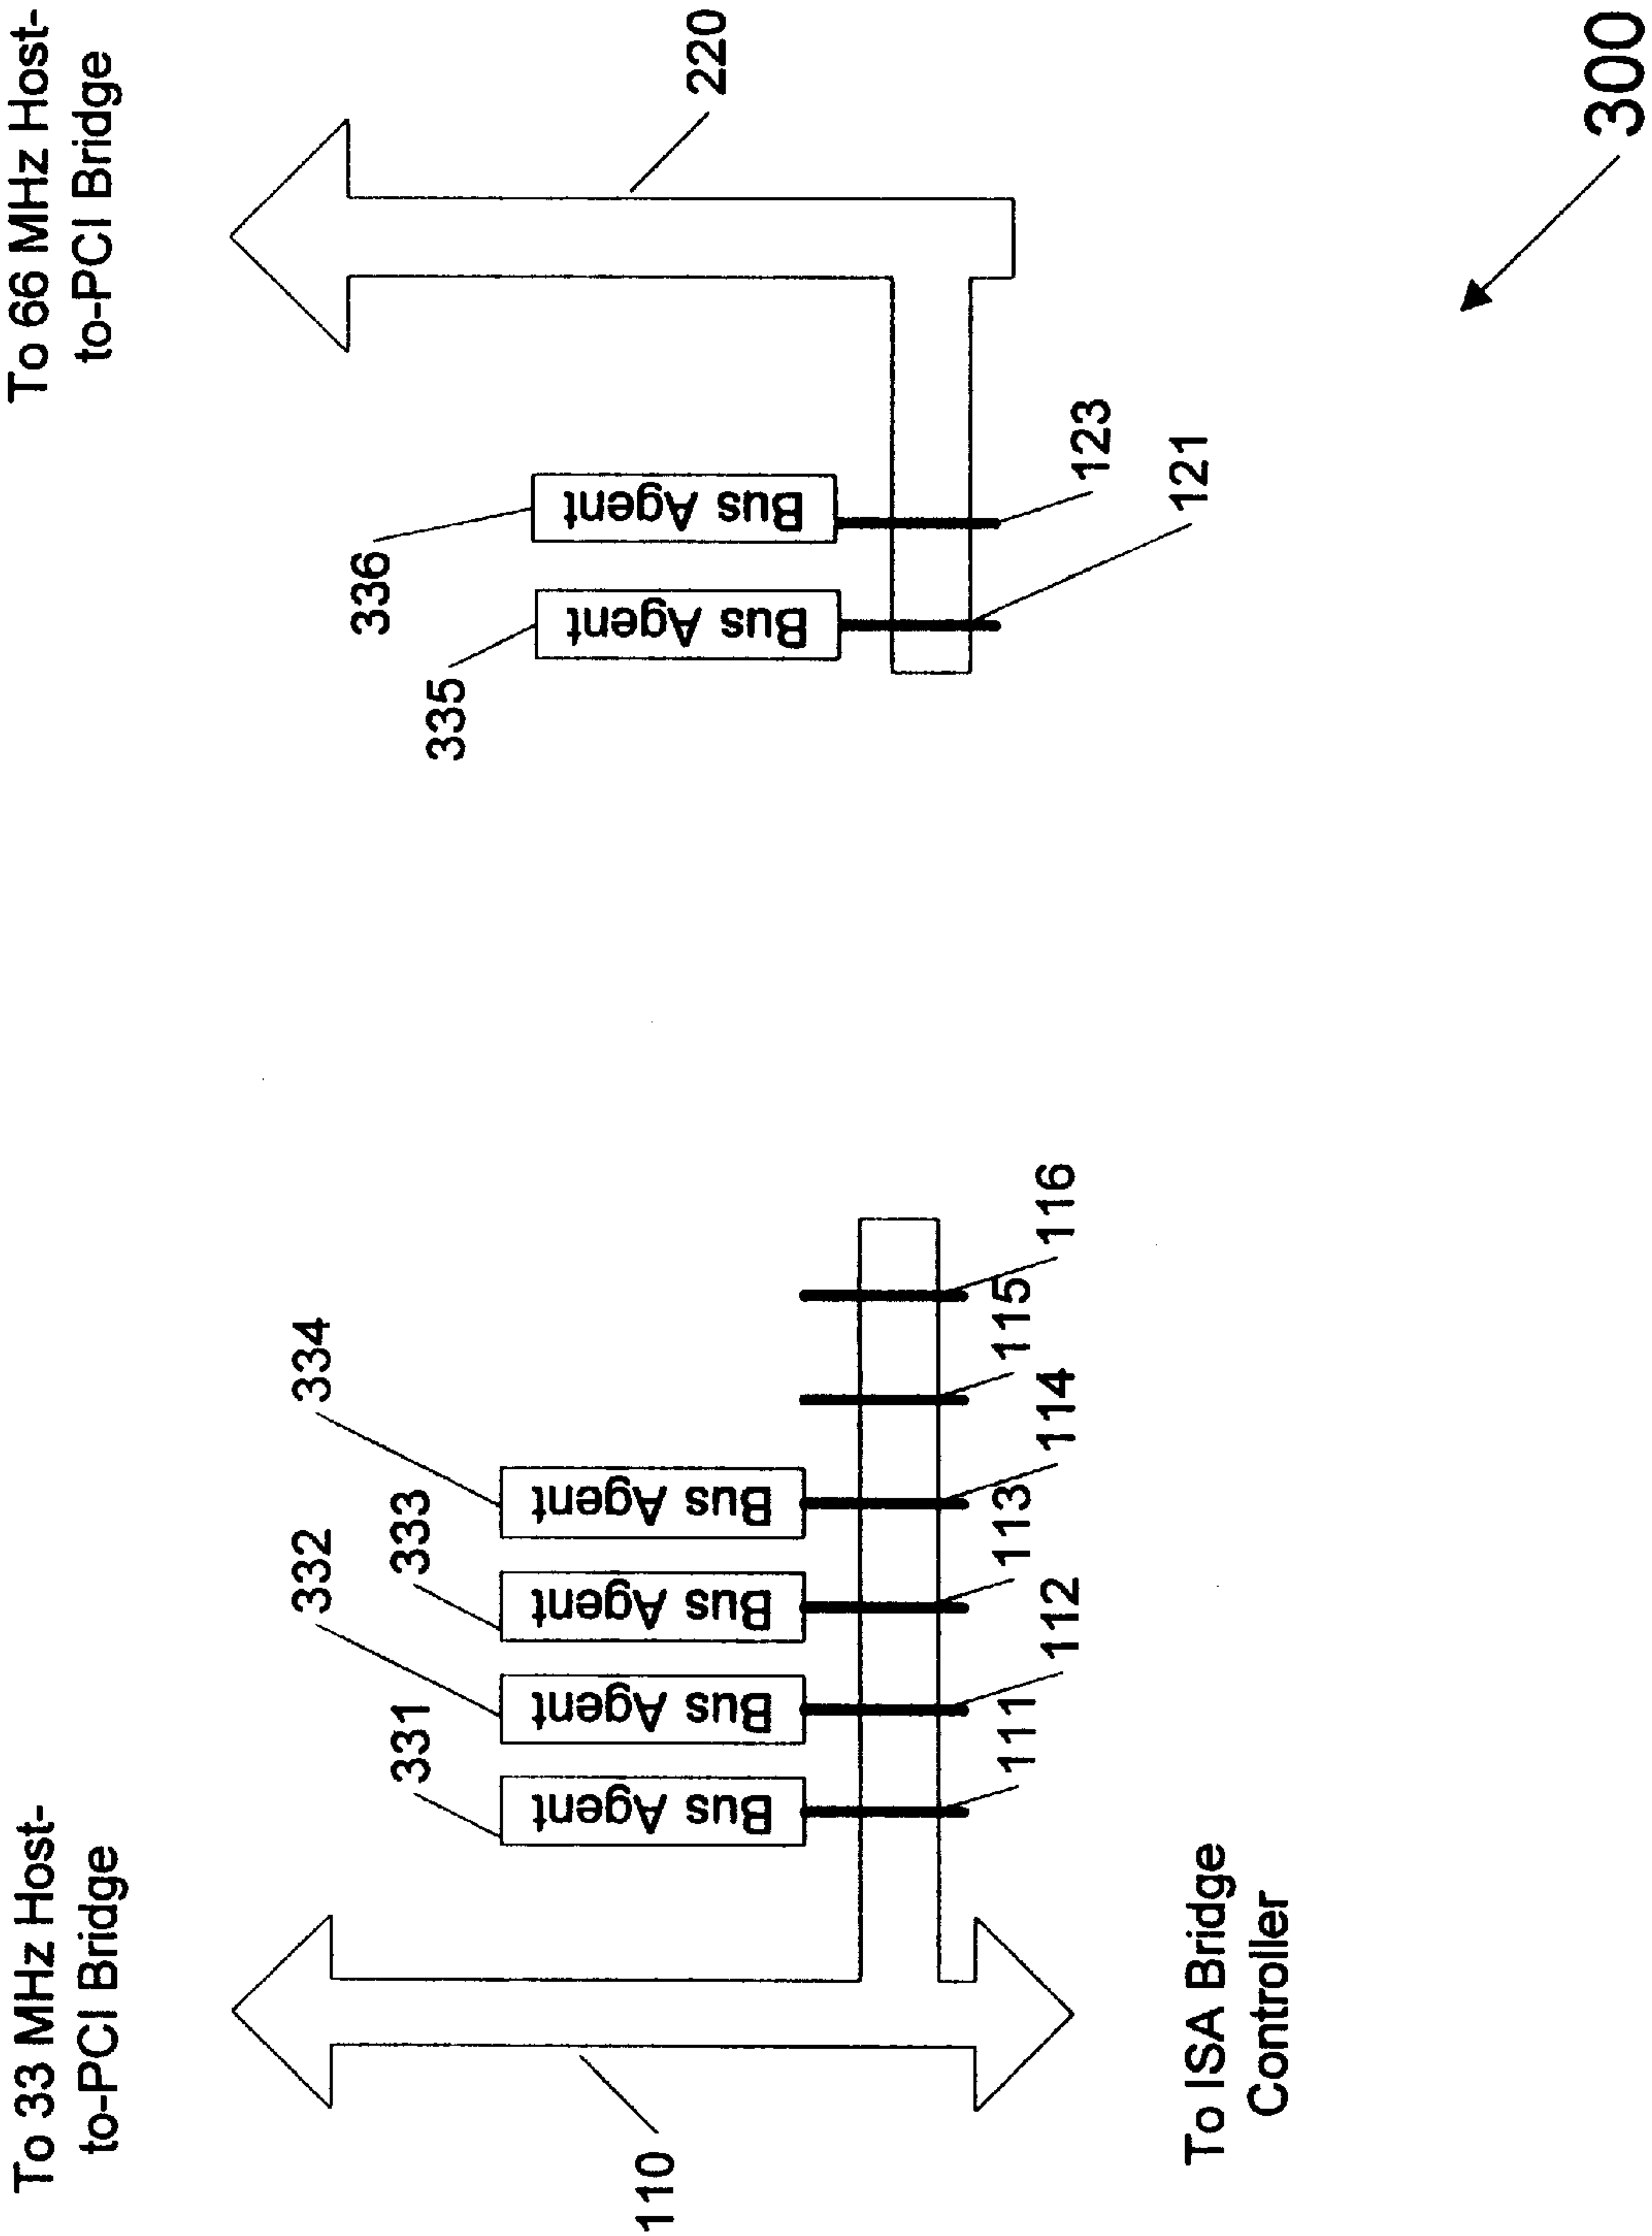 To 33 MHz Host-
to-PCI Bridge
To 66 MHz Host-
to-PCI Bridge
332
334
331
333
336
335
220
110
Bus Agent
Bus Agent
Bus Agent
Bus Agent
Bus Agent
Bus Agent
111
113
115
112
114
116
123
121
To ISA Bridge
Controller
300